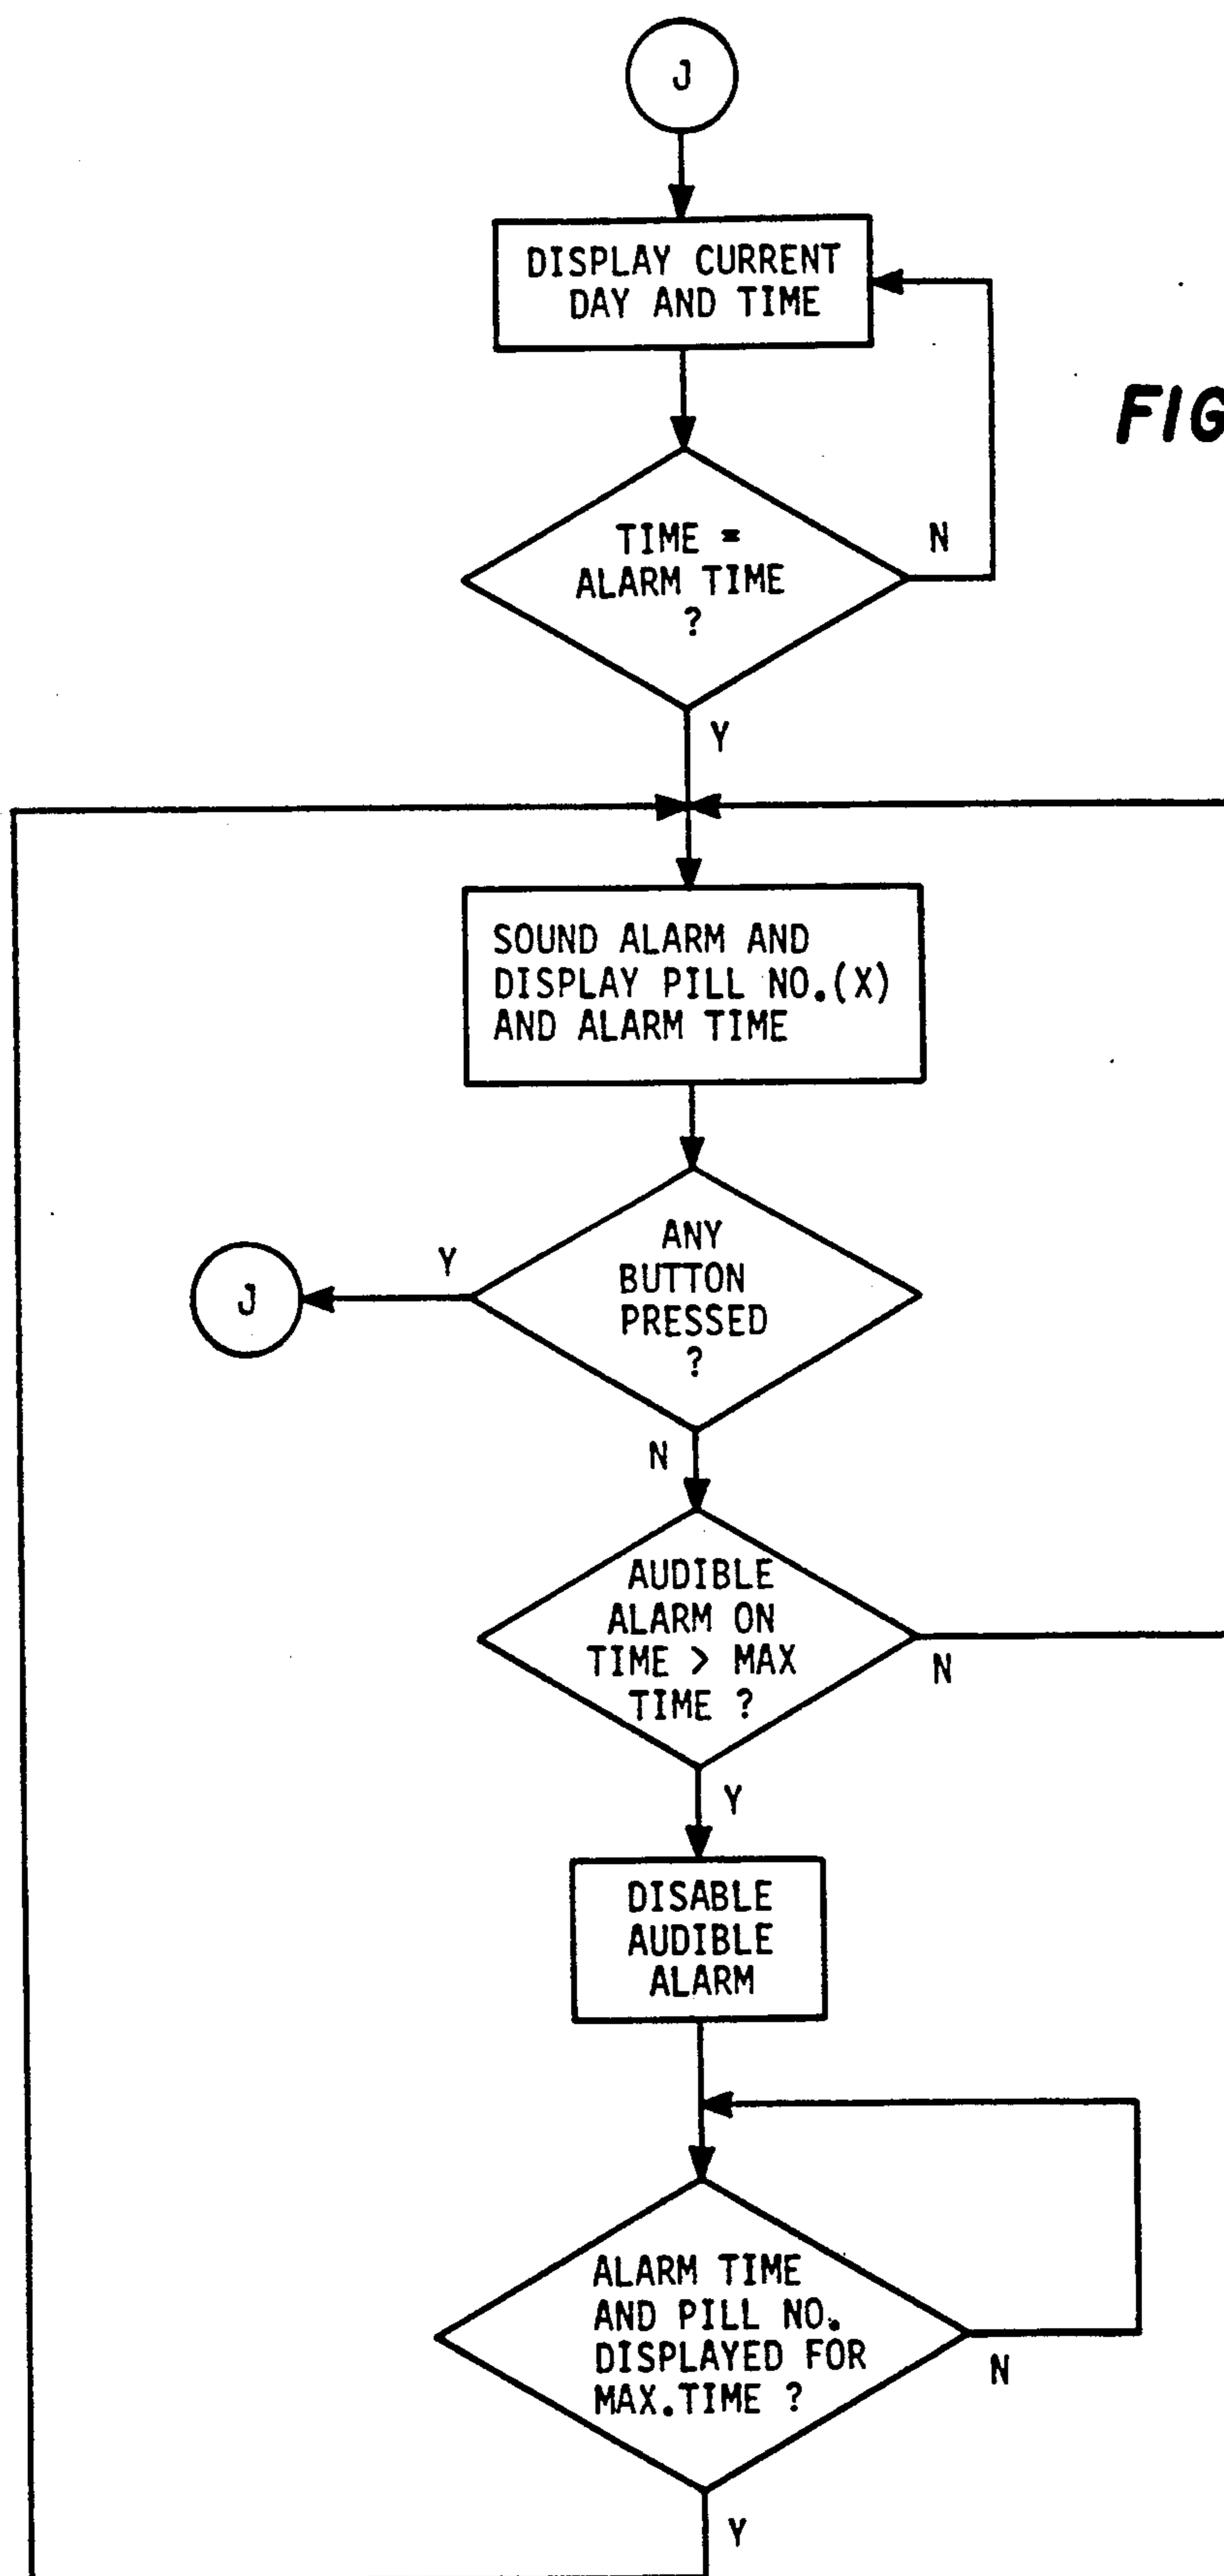 J
DISPLAY CURRENT
DAY AND TIME
FIG
TIME =
ALARM TIME
?
N
Y
SOUND ALARM AND
DISPLAY PILL NO.(X)
AND ALARM TIME
ANY
BUTTON
PRESSED
?
Y
J
N
AUDIBLE
ALARM ON
TIME > MAX
TIME ?
N
Y
DISABLE
AUDIBLE
ALARM
ALARM TIME
AND PILL NO.
DISPLAYED FOR
MAX.TIME ?
N
Y